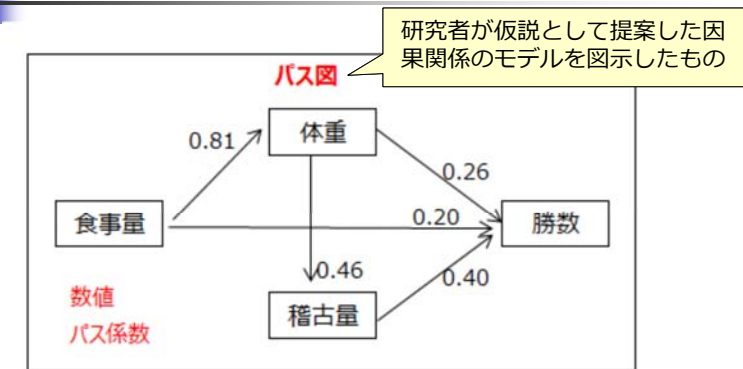 研究者が仮説として提案した因
果関係のモデルを図示したもの
パス図
体重
0.81
0.26
食事量
0.20
勝数
0.46
0.40
数値
パス係数
稽古量